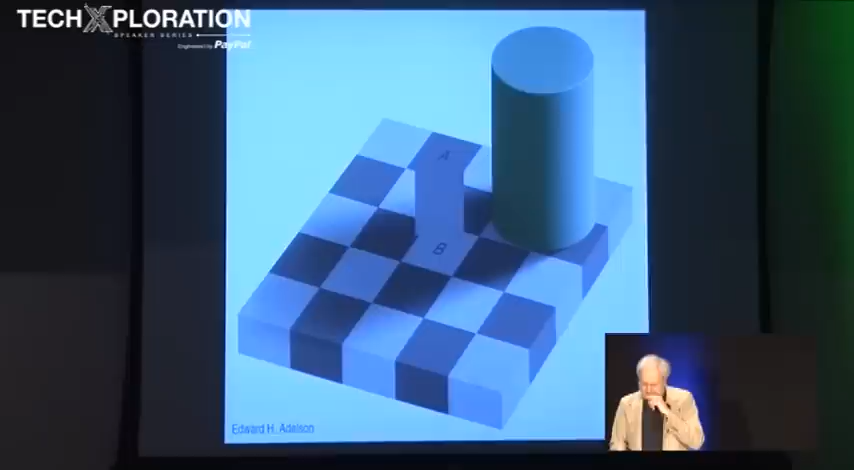 TECHXPLORATION
SPEAKER SERIES
Engineered by PayPal
A
B
Edward H. Adelson